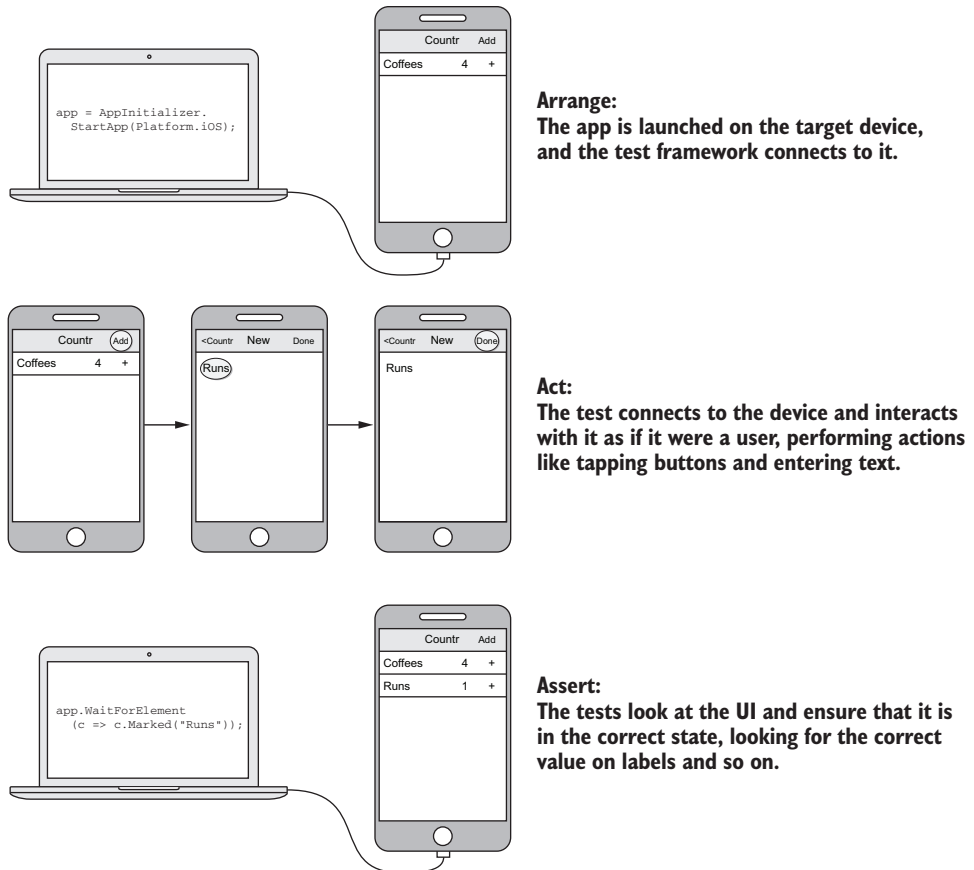 app = AppInitializer.
StartApp(Platform.iOS);
Countr Add
Coffees 4 +
Arrange:
The app is launched on the target device,
and the test framework connects to it.
Countr Add
Coffees 4 +
<Countr New Done
Runs
<Countr New Done
Runs
Act:
The test connects to the device and interacts
with it as if it were a user, performing actions
like tapping buttons and entering text.
app.WaitForElement
(c => c.Marked("Runs"));
Countr Add
Coffees 4 +
Runs 1 +
Assert:
The tests look at the UI and ensure that it is
in the correct state, looking for the correct
value on labels and so on.